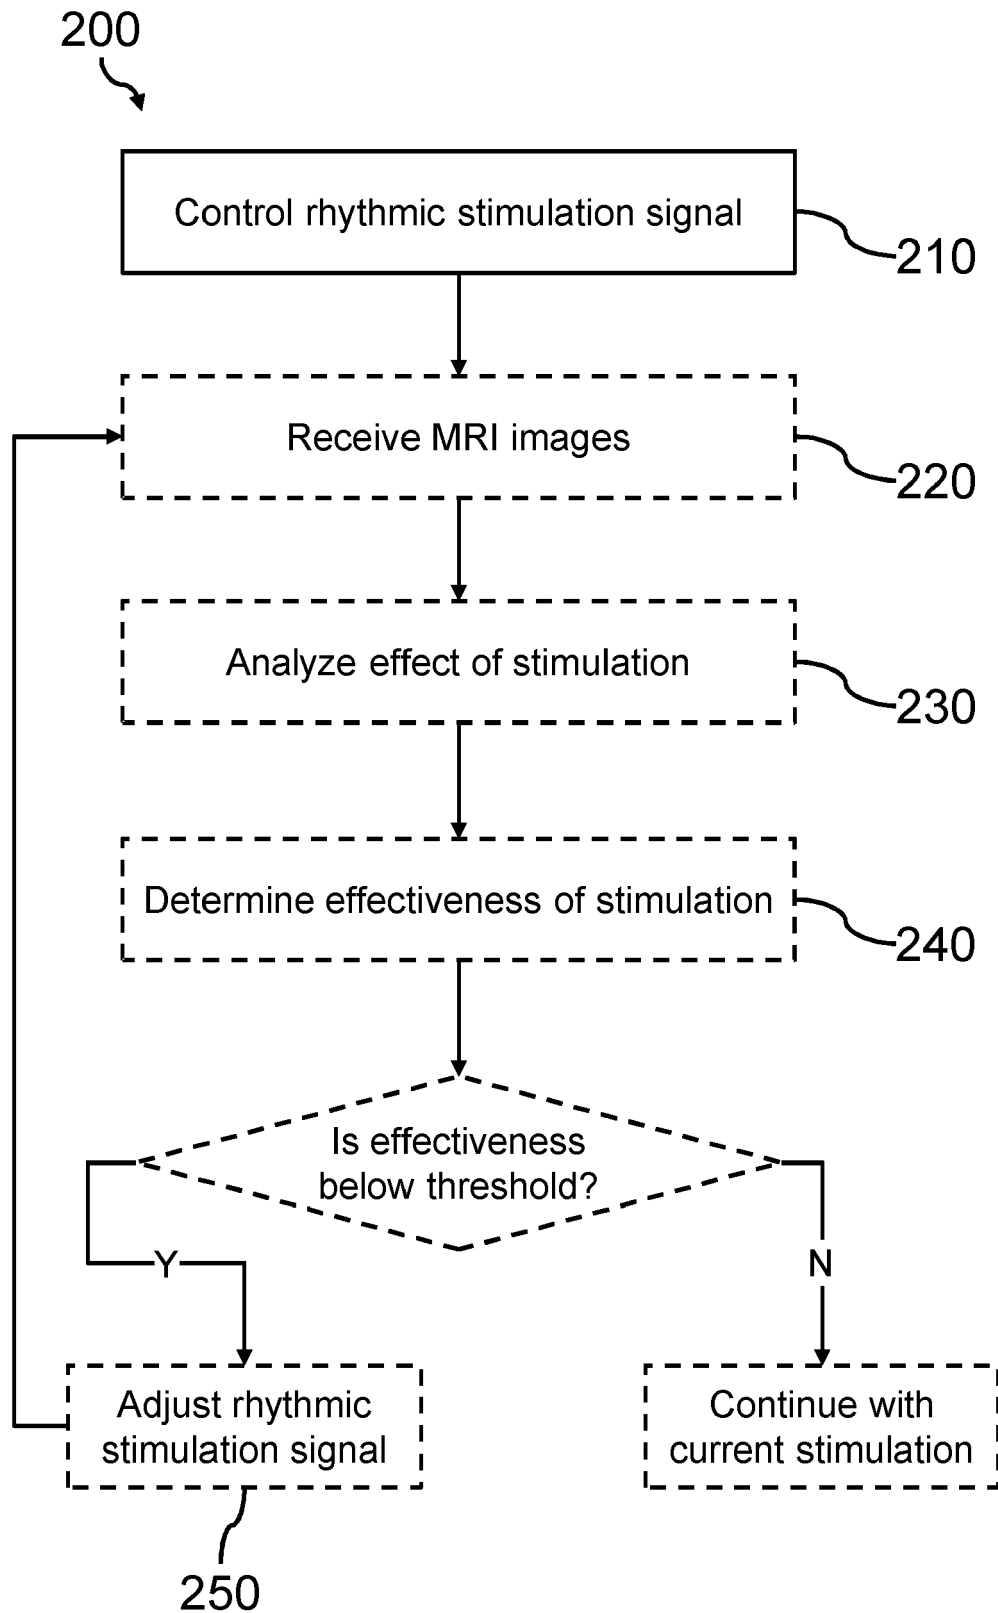 200
Control rhythmic stimulation signal
210
Receive MRI images
220
Analyze effect of stimulation
230
Determine effectiveness of stimulation
240
Is effectiveness
below threshold?
Y
N
Adjust rhythmic
stimulation signal
Continue with
current stimulation
250